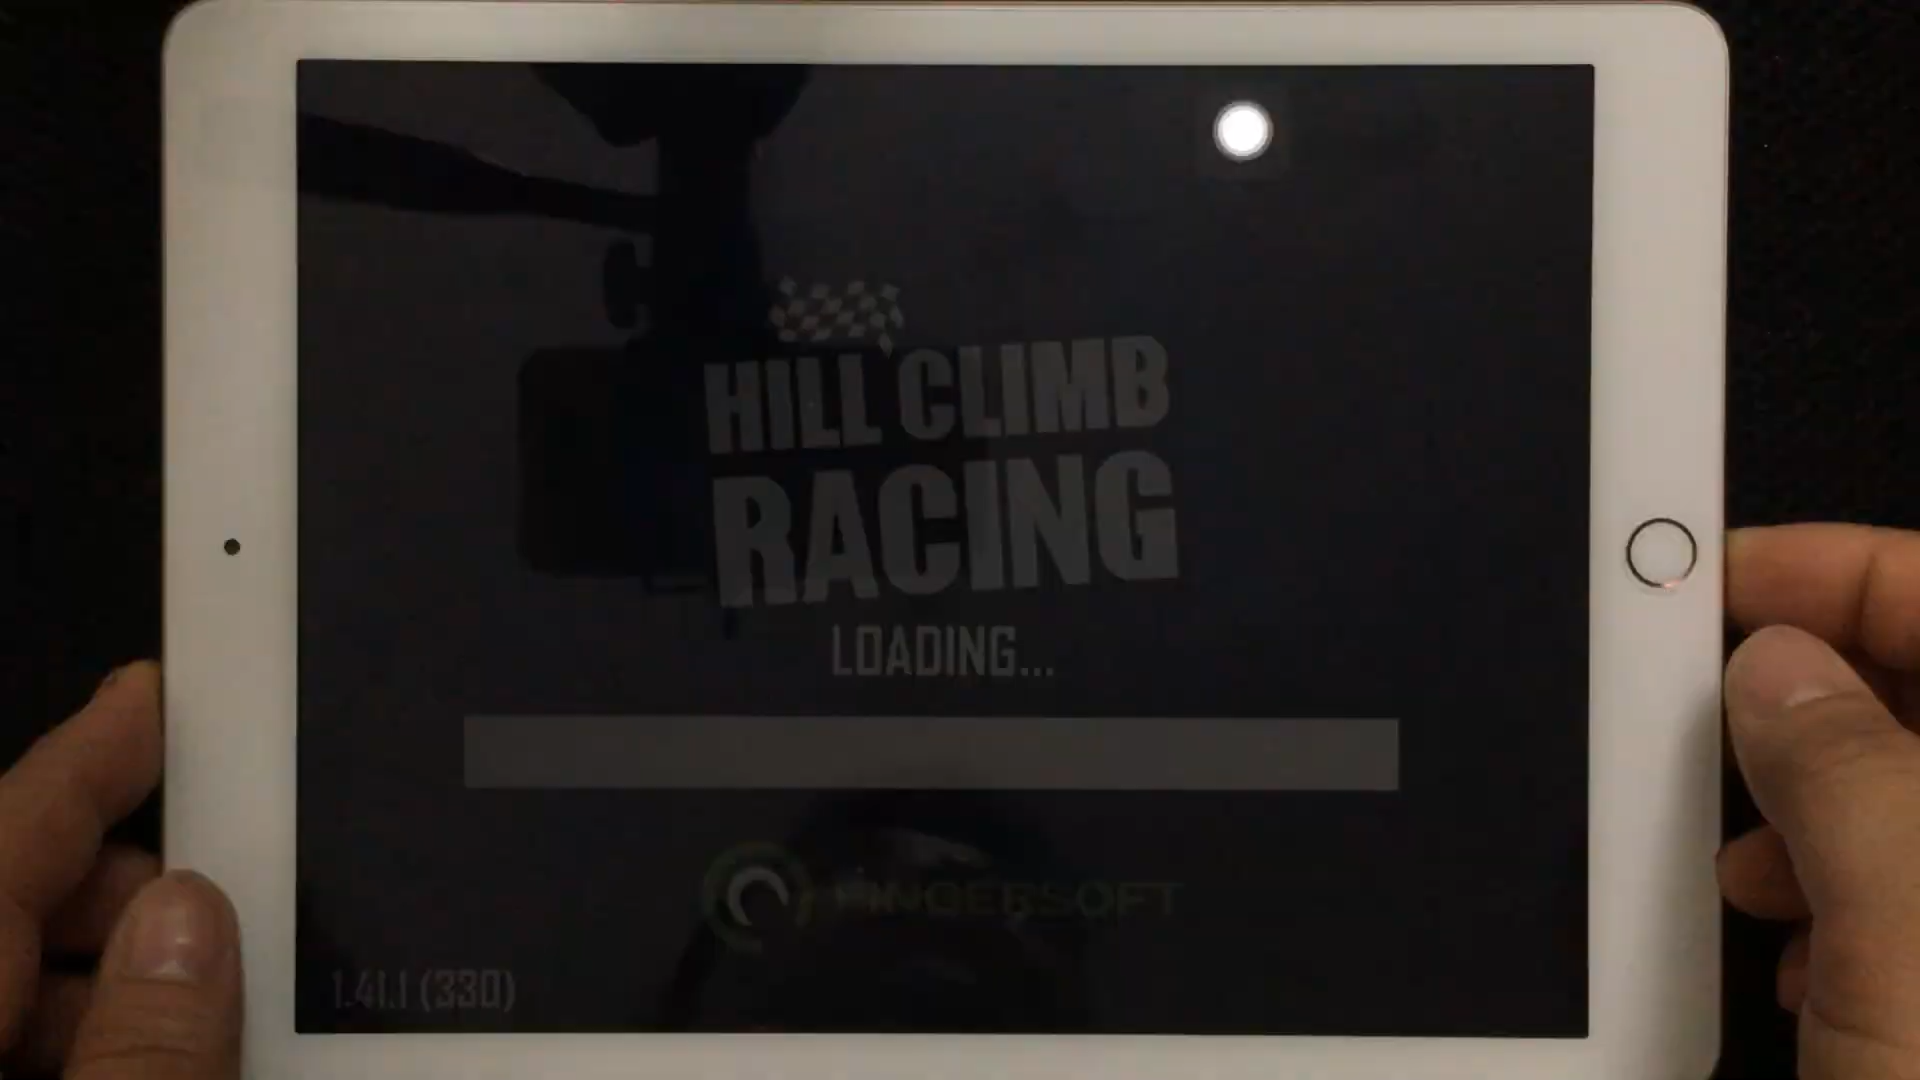 HILL CLIMB
RACING
LOADING...
FINGERSOFT
1.41.1 (330)